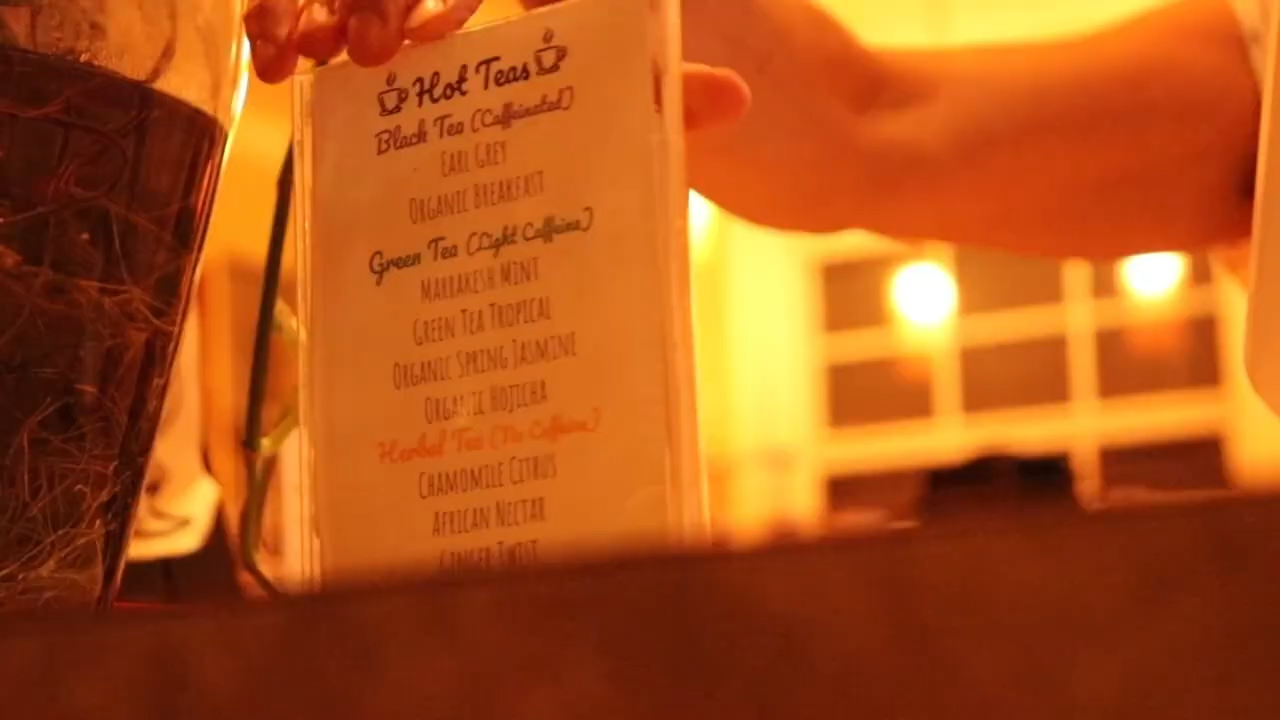 Hot Teas
Black Tea (Caffeinated)
Earl Grey
Organic Breakfast
Green Tea (Light Caffeine)
Marrakesh Mint
Green Tea Tropical
Organic Spring Jasmine
Organic Hojicha
Herbal Tea (No Caffeine)
Chamomile Citrus
African Nectar
Ginger Twist